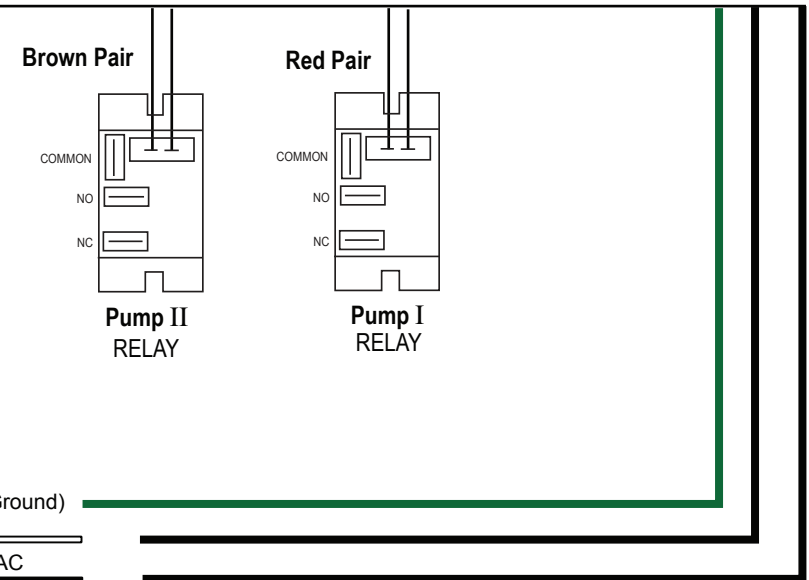 Brown Pair
Red Pair
COMMON
NO
NC
COMMON
NO
NC
Pump II
RELAY
Pump I
RELAY
Ground)
AC